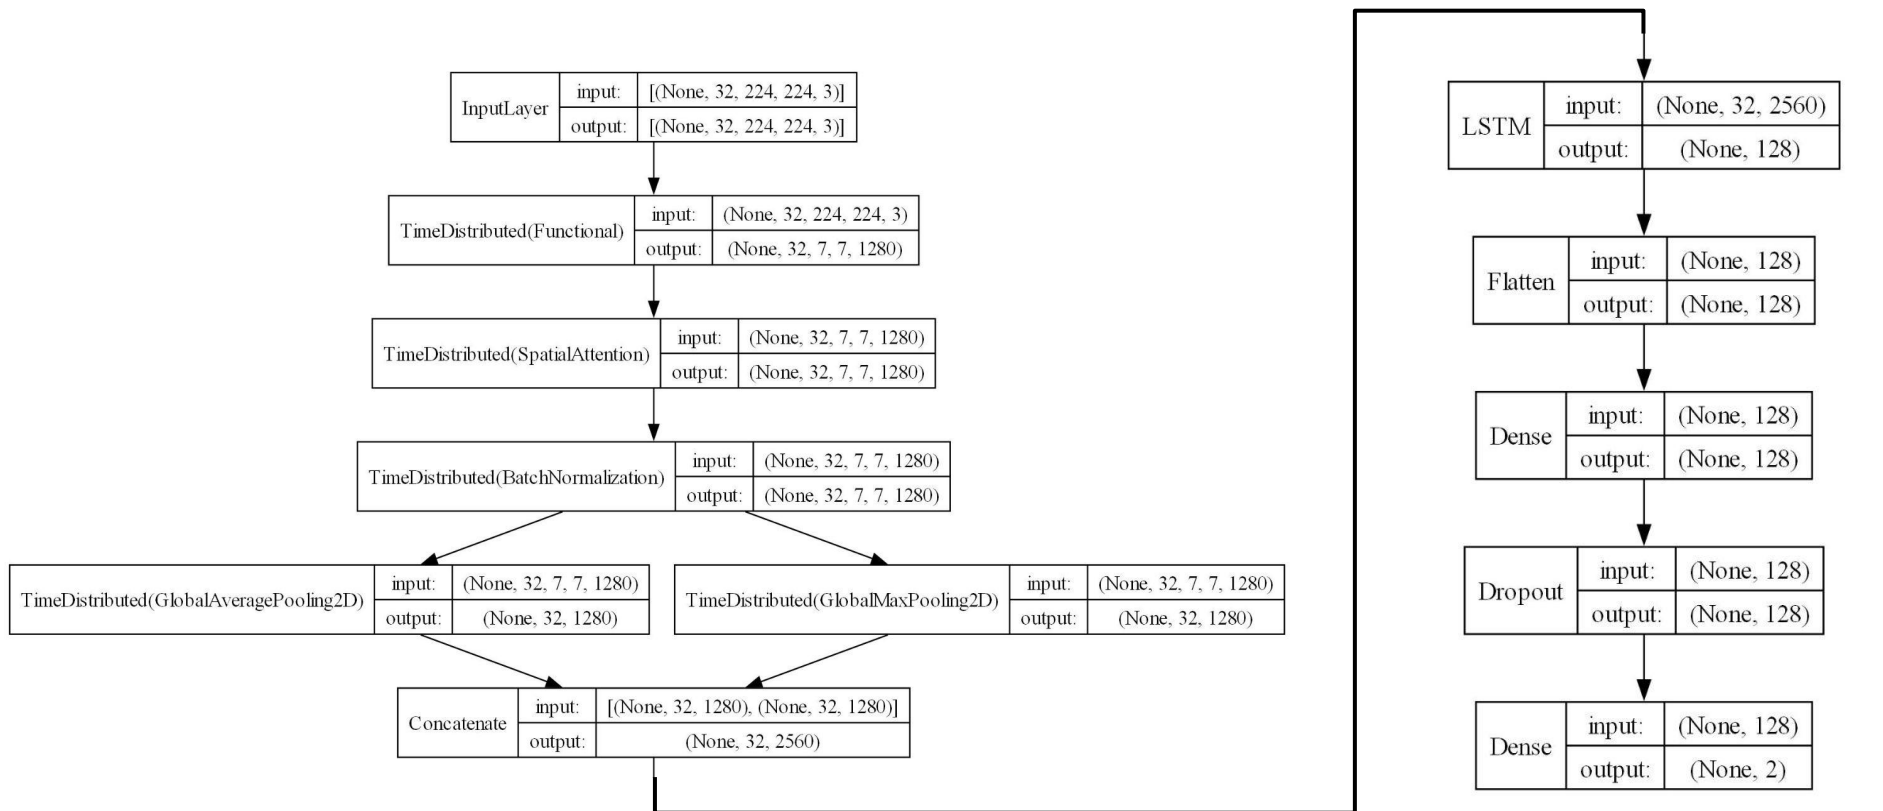 InputLayer
input: [(None, 32, 224, 224, 3)]
output: [(None, 32, 224, 224, 3)]
TimeDistributed(Functional)
input: (None, 32, 224, 224, 3)
output: (None, 32, 7, 7, 1280)
TimeDistributed(SpatialAttention)
input: (None, 32, 7, 7, 1280)
output: (None, 32, 7, 7, 1280)
TimeDistributed(BatchNormalization)
input: (None, 32, 7, 7, 1280)
output: (None, 32, 7, 7, 1280)
TimeDistributed(GlobalAveragePooling2D)
input: (None, 32, 7, 7, 1280)
output: (None, 32, 1280)
TimeDistributed(GlobalMaxPooling2D)
input: (None, 32, 7, 7, 1280)
output: (None, 32, 1280)
Concatenate
input: [(None, 32, 1280), (None, 32, 1280)]
output: (None, 32, 2560)
LSTM
input: (None, 32, 2560)
output: (None, 128)
Flatten
input: (None, 128)
output: (None, 128)
Dense
input: (None, 128)
output: (None, 128)
Dropout
input: (None, 128)
output: (None, 128)
Dense
input: (None, 128)
output: (None, 2)